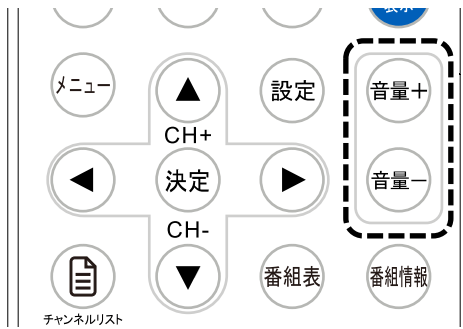 表示
メニュー
設定
音量+
CH+
決定
音量-
CH-
番組表
番組情報
チャンネルリスト